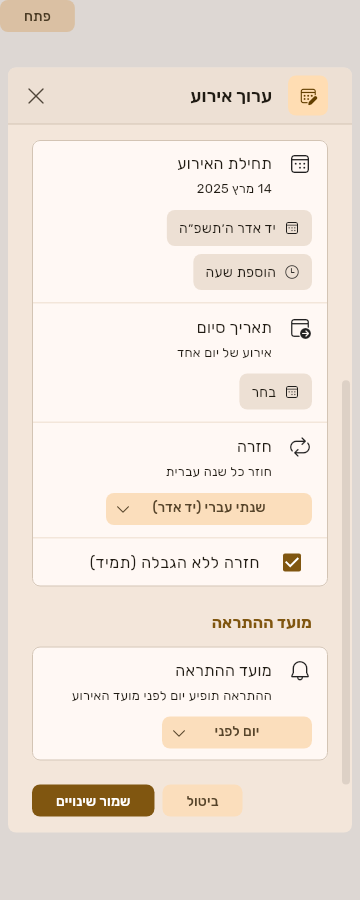 פתח
ערוך אירוע
תחילת האירוע
14 מרץ 2025
יד אדר ה׳תשפ״ה
הוספת שעה
תאריך סיום
אירוע של יום אחד
בחר
חזרה
חוזר כל שנה עברית
שנתי עברי (יד אדר)
חזרה ללא הגבלה (תמיד)
מועד ההתראה
מועד ההתראה
ההתראה תופיע יום לפני מועד האירוע
יום לפני
ביטול
שמור שינויים